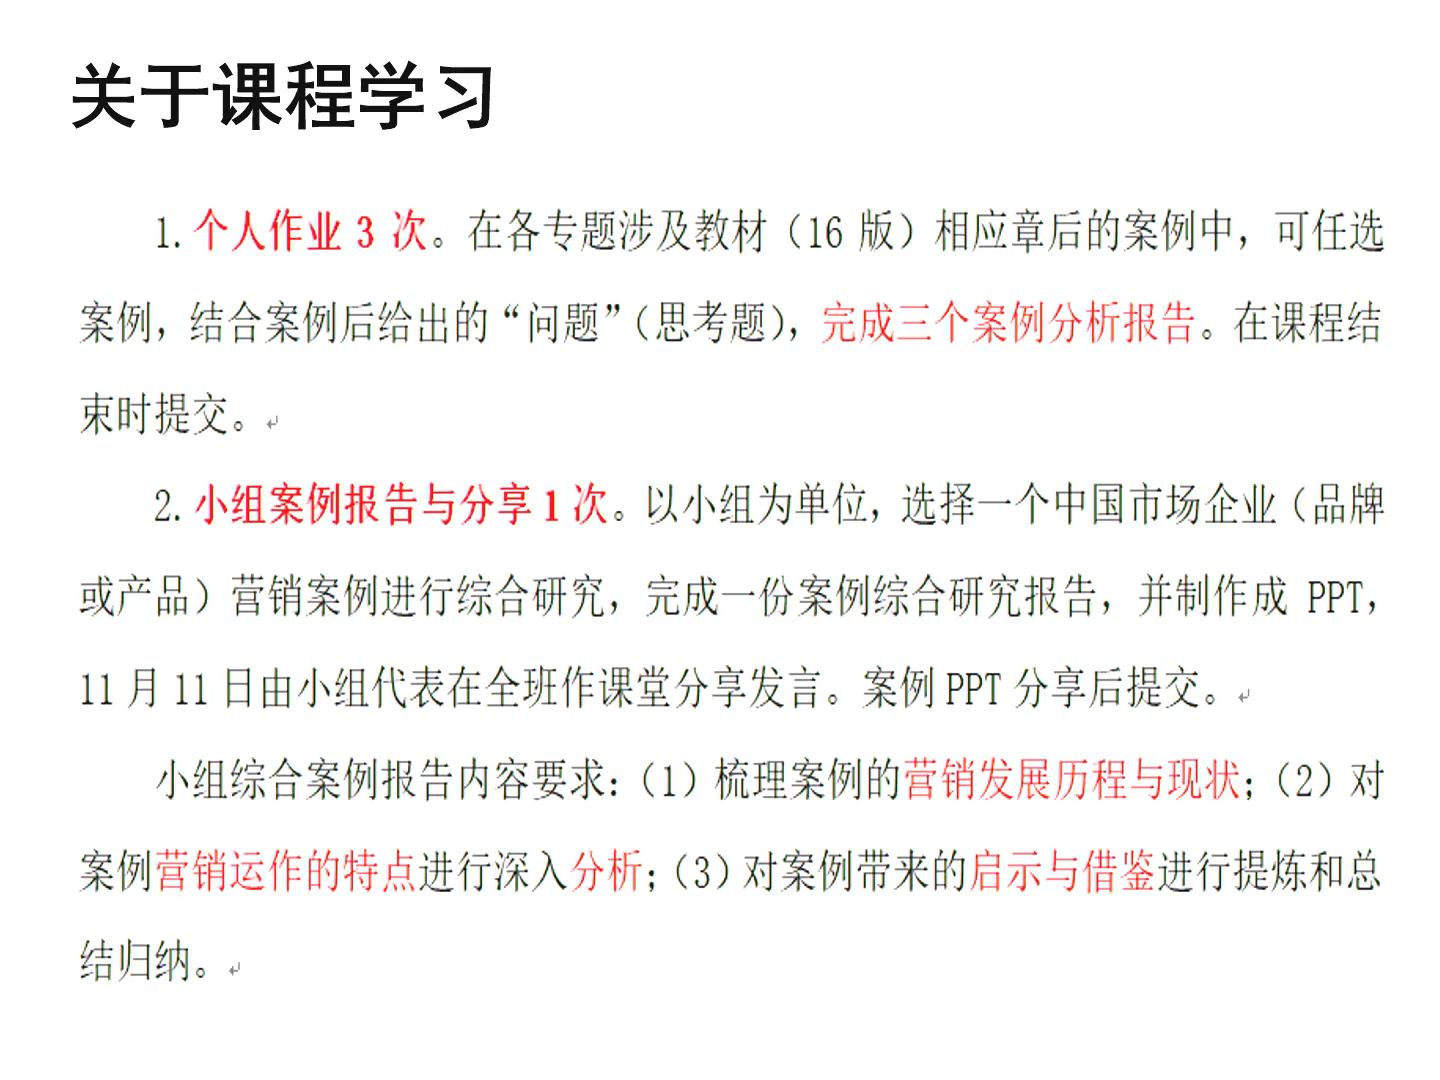 关于课程学习
1. 个人作业 3 次。在各专题涉及教材（16 版）相应章后的案例中，可任选
案例，结合案例后给出的“问题”（思考题），完成三个案例分析报告。在课程结
束时提交。
2. 小组案例报告与分享 1 次。以小组为单位，选择一个中国市场企业（品牌
或产品）营销案例进行综合研究，完成一份案例综合研究报告，并制作成 PPT，
11 月 11 日由小组代表在全班作课堂分享发言。案例 PPT 分享后提交。
小组综合案例报告内容要求：（1）梳理案例的营销发展历程与现状；（2）对
案例营销运作的特点进行深入分析；（3）对案例带来的启示与借鉴进行提炼和总
结归纳。